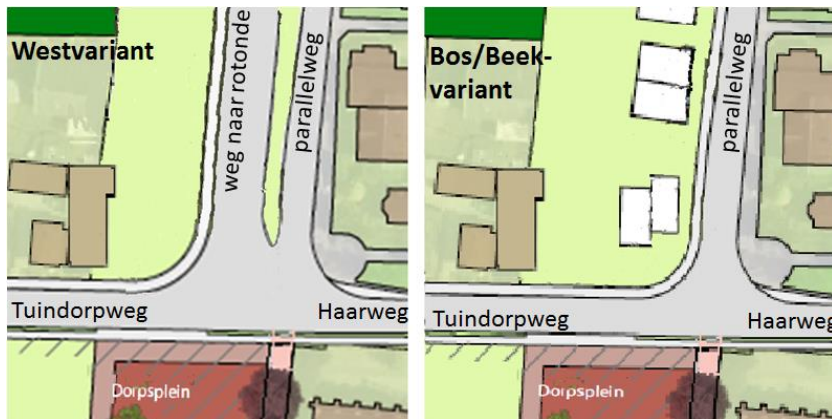 Westvariant
weg naar rotonde
parallelweg
Tuindorpweg
Haarweg
Dorpsplein
Bos/Beek-
variant
parallelweg
Tuindorpweg
Haarweg
Dorpsplein